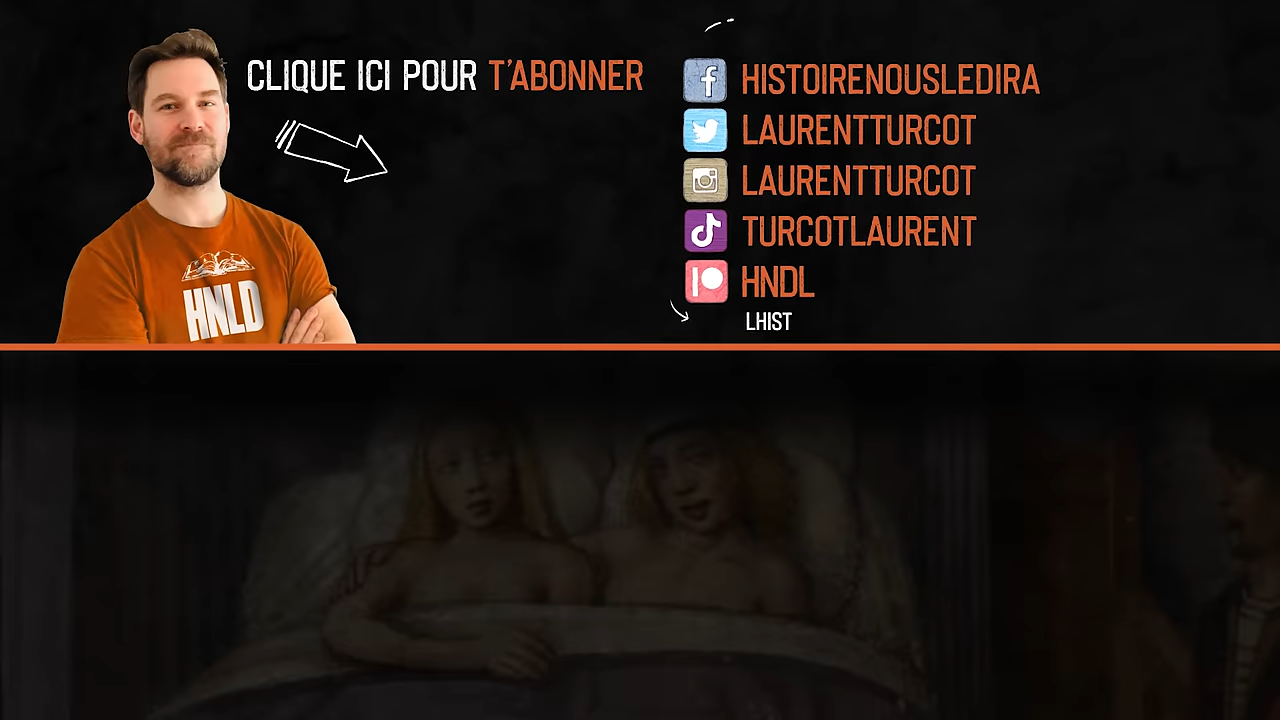 CLIQUE ICI POUR T'ABONNER
HNLD
HISTOIRENOUSLEDIRA
LAURENTTURCOT
LAURENTTURCOT
TURCOTLAURENT
HNDL
LHIST